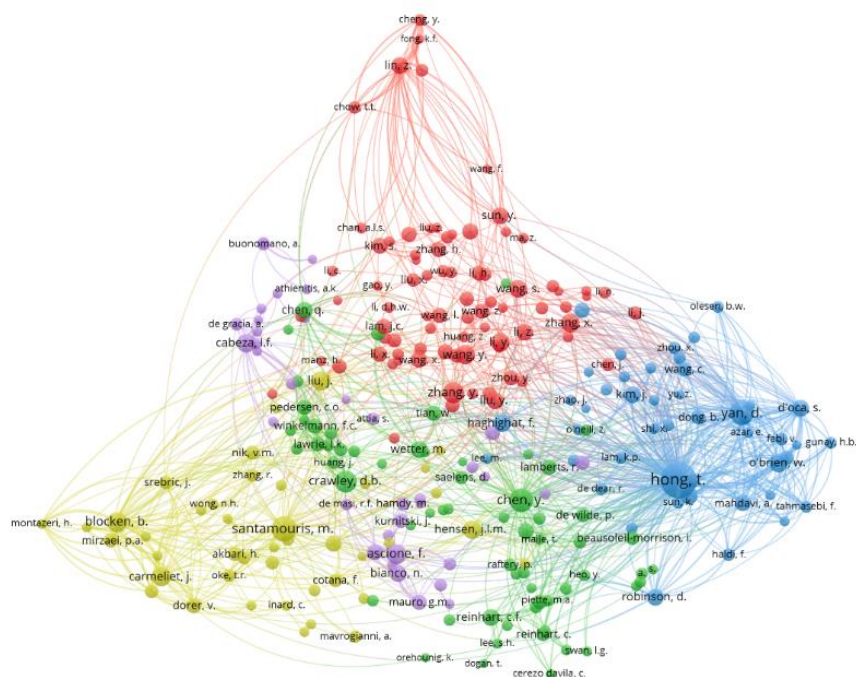 cheng, y.
fong, k.f.
lin, z.
chow, t.t.
wang, f.
sun, y.
chan, a.l.s.
liu, z.
ma, z.
buonomano, a.
kim, s.
zhang, h.
li, c.
liu, x.
wu, y.
li, h.
athienitis, a.k.
gao, y.
wang, s.
li, n.
chen, q.
li, d.h.w.
wang, l.
wang, z.
li, j.
olesen, b.w.
de gracia, a.
lam, j.c.
zhang, x.
cabeza, l.f.
huang, z.
li, z.
li, y.
zhou, x.
manz, h.
li, x.
wang, x.
wang, y.
chen, j.
wang, c.
liu, j.
zhou, y.
zhang, y.
liu, y.
zhao, j.
kim, j.
yu, z.
pedersen, c.o.
attia, s.
tian, w.
haghighat, f.
dong, b.
yan, d.
d'oca, s.
winkelmann, f.c.
o'neill, z.
shi, x.
azar, e.
febi, v.
gunay, h.b.
lawrie, l.k.
wetter, m.
lee, m.
lam, k.p.
o'brien, w.
nik, v.m.
huang, j.
lamberts, r.
zhang, r.
saelens, d.
hong, t.
srebric, j.
crawley, d.b.
de dear, r.
wong, n.h.
de masi, r.f.
hamdy, m.
chen, y.
sun, k.
mahdavi, a.
tahmasebi, f.
montazeri, h.
blocken, b.
santamouris, m.
kurnitski, j.
hensen, j.l.m.
de wilde, p.
mirzaei, p.a.
malle, t.
beausoleil-morrison, i.
akbari, h.
ascione, f.
haldi, f.
carmeliet, j.
oke, t.r.
cotana, f.
bianco, n.
raftery, p.
heo, y.
a, s.
dorer, v.
inard, c.
mauro, g.m.
piette, m.a.
robinson, d.
reinhart, c.f.
reinhart, c.
mavrogianni, a.
lee, s.h.
swan, l.g.
orehounig, k.
dogan, t.
cerezo davila, c.